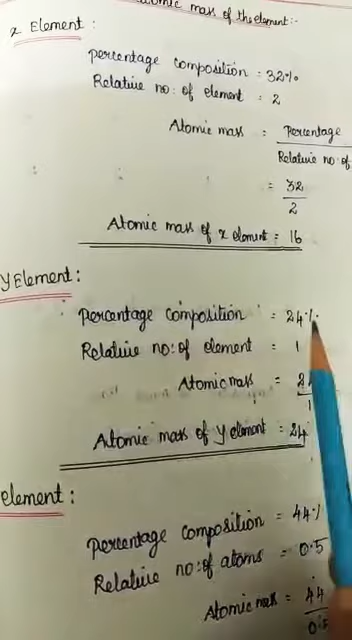 atomic mass of the element:-
x Element:
Percentage composition = 32%
Relative no: of element = 2
Atomic mass = Percentage
Relative no: of
= 32
2
Atomic mass of x element = 16
y Element:
Percentage composition = 24%
Relative no: of element = 1
Atomic mass = 24
1
Atomic mass of y element = 24
element:
Percentage composition = 44%
Relative no: of atoms = 0.5
Atomic mass = 44
0.5